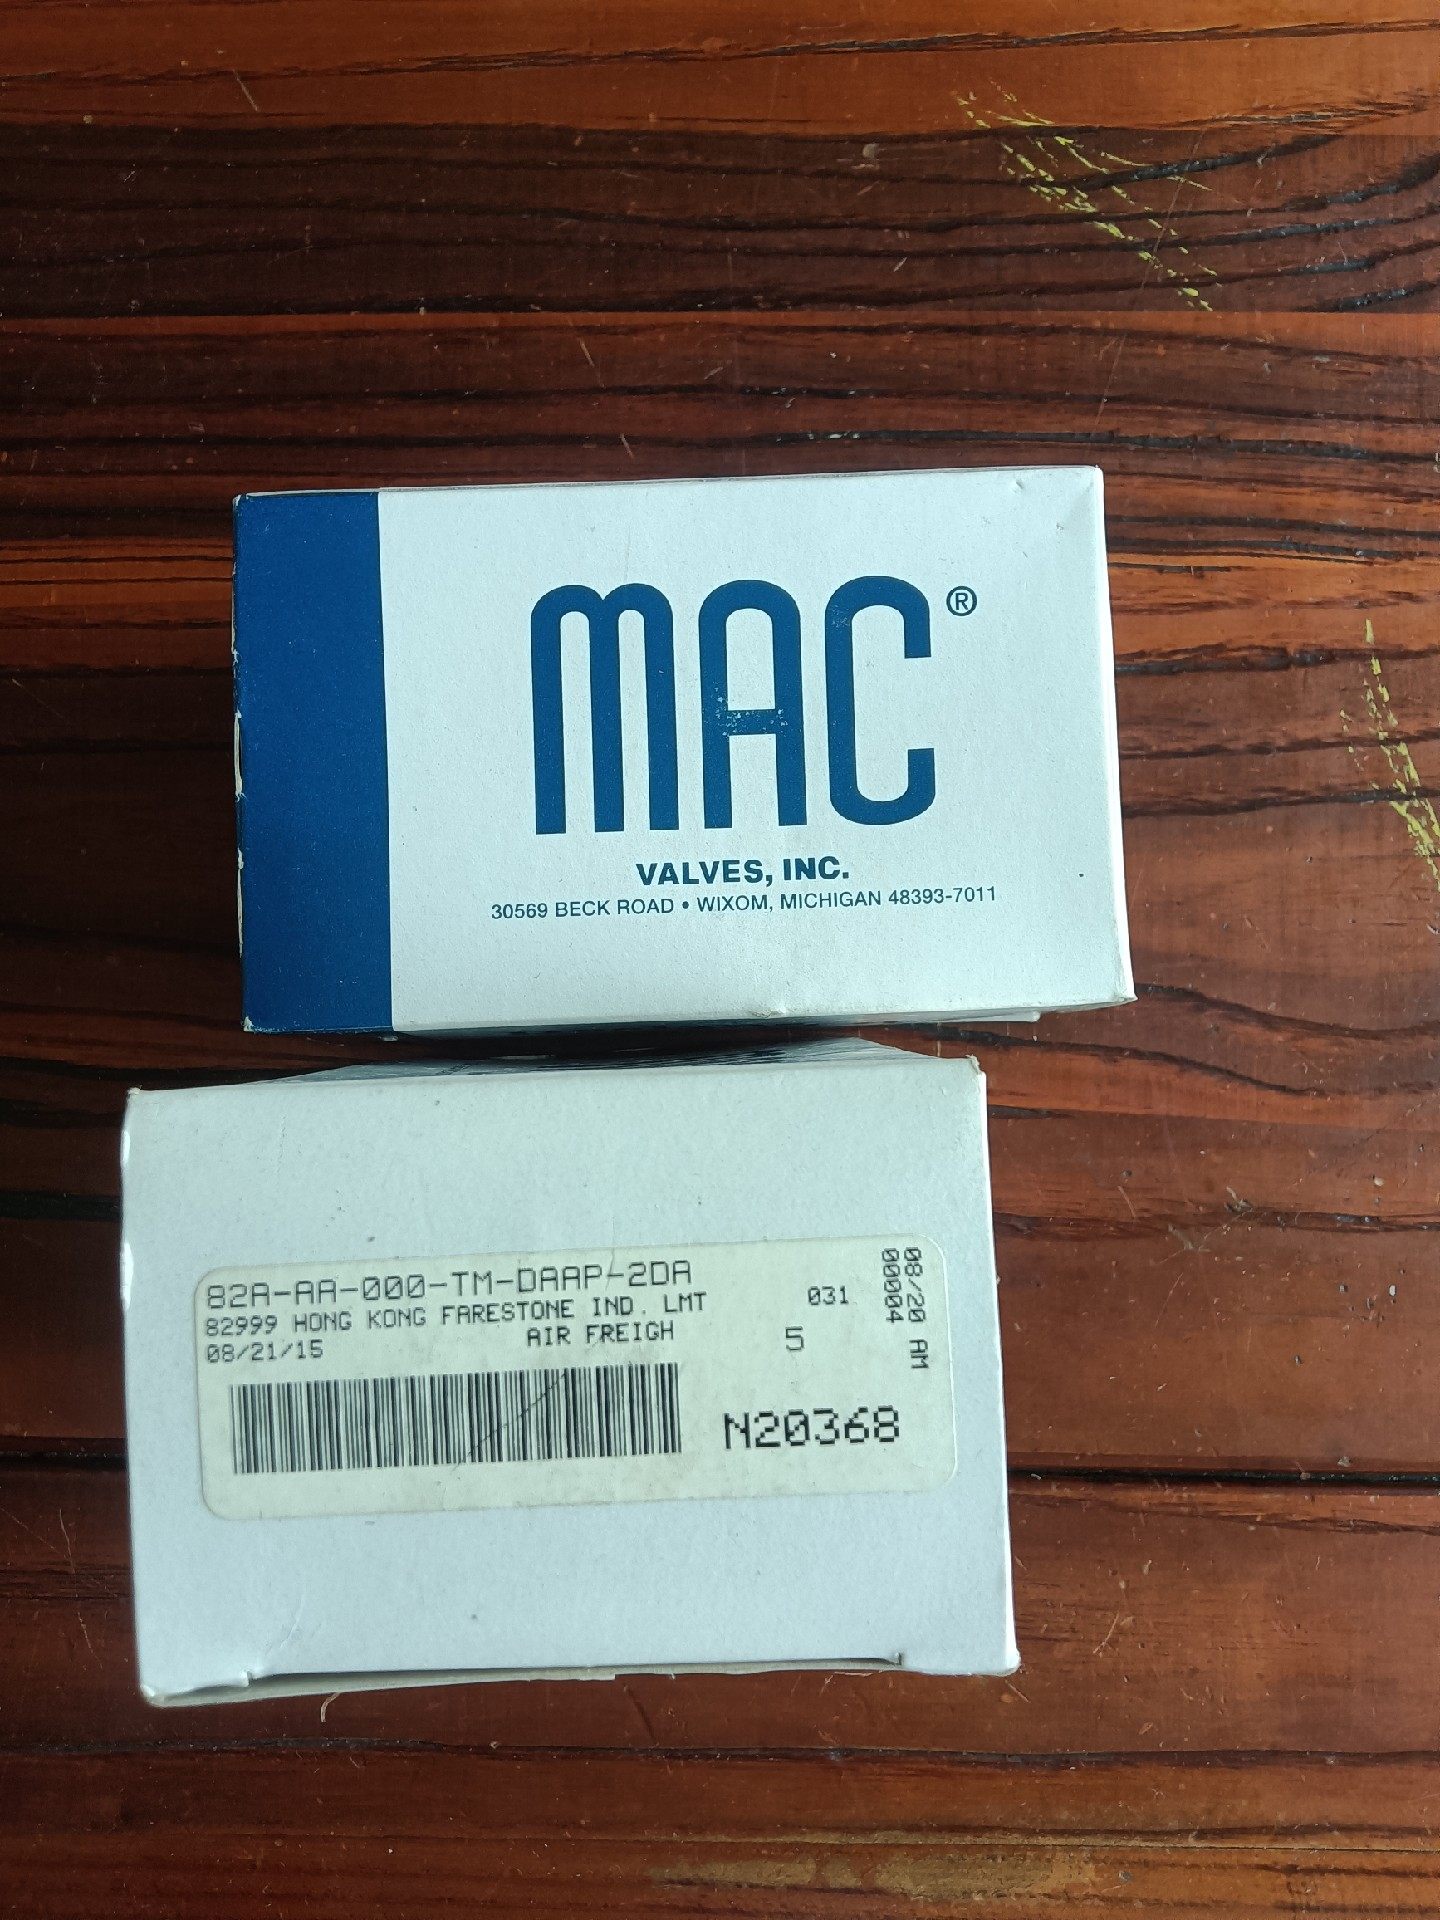 MAC®
VALVES, INC.
30569 BECK ROAD • WIXOM, MICHIGAN 48393-7011
82A-AA-000-TM-DAAP-2DA
82999 HONG KONG FARESTONE IND. LMT 031
08/21/15 AIR FREIGH 5
N20368
08/20 AM
00004